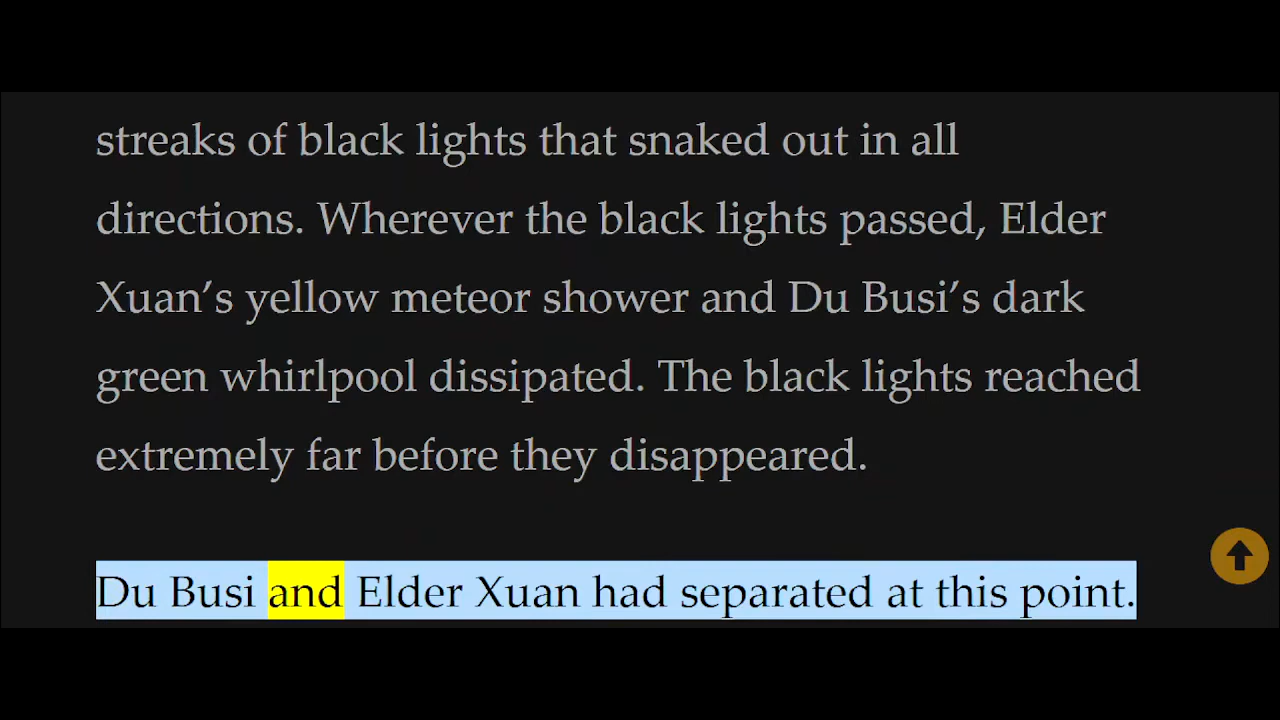 streaks of black lights that snaked out in all
directions. Wherever the black lights passed, Elder
Xuan’s yellow meteor shower and Du Busi’s dark
green whirlpool dissipated. The black lights reached
extremely far before they disappeared.
Du Busi and Elder Xuan had separated at this point.